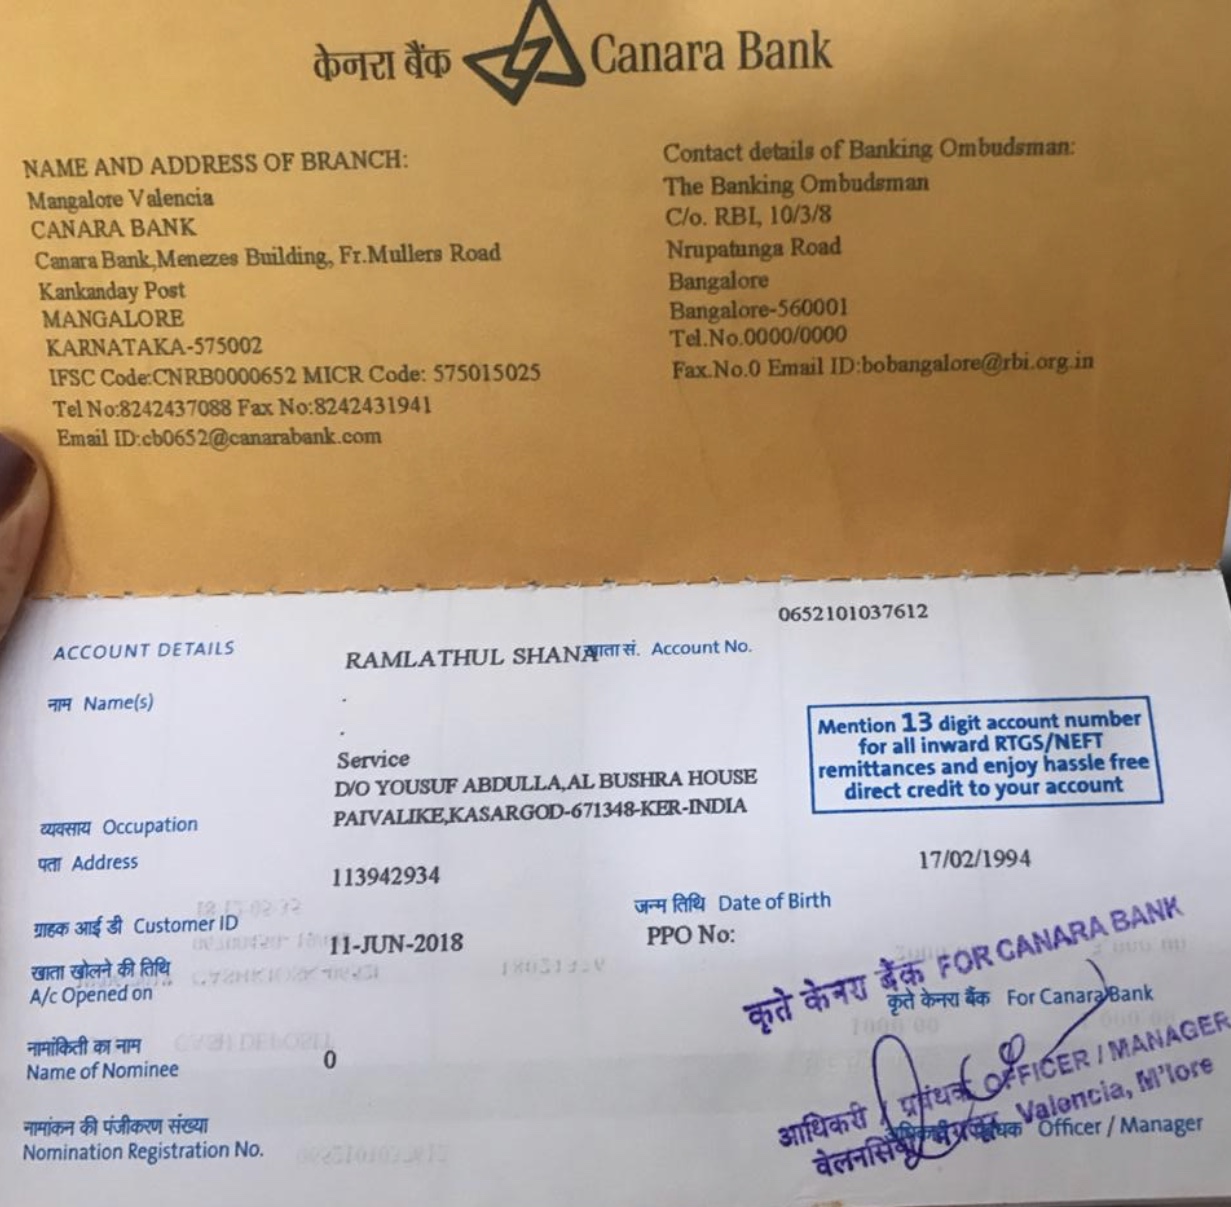 केनरा बैंक Canara Bank
NAME AND ADDRESS OF BRANCH:
Mangalore Valencia
CANARA BANK
Canara Bank,Menezes Building, Fr.Mullers Road
Kankanday Post
MANGALORE
KARNATAKA-575002
IFSC Code:CNRB0000652 MICR Code: 575015025
Tel No:8242437088 Fax No:8242431941
Email ID:cb0652@canarabank.com
Contact details of Banking Ombudsman:
The Banking Ombudsman
C/o. RBI, 10/3/8
Nrupatunga Road
Bangalore
Bangalore-560001
Tel.No.0000/0000
Fax.No.0 Email ID:bobangalore@rbi.org.in
0652101037612
ACCOUNT DETAILS RAMLATHUL SHANA खाता सं. Account No.
नाम Name(s) .
.
Mention 13 digit account number
for all inward RTGS/NEFT
remittances and enjoy hassle free
direct credit to your account
Service
D/O YOUSUF ABDULLA,AL BUSHRA HOUSE
PAIVALIKE,KASARGOD-671348-KER-INDIA
व्यवसाय Occupation
पता Address
113942934
17/02/1994
ग्राहक आई डी Customer ID
जन्म तिथि Date of Birth
11-JUN-2018
PPO No:
खाता खोलने की तिथि
A/c Opened on
कृते केनरा बैंक FOR CANARA BANK
कृते केनरा बैंक For Canara Bank
नामांकिती का नाम
Name of Nominee
0
आधिकरी / प्रबंधक OFFICER / MANAGER
Valencia, M'lore
Officer / Manager
नामांकन की पंजीकरण संख्या
Nomination Registration No.